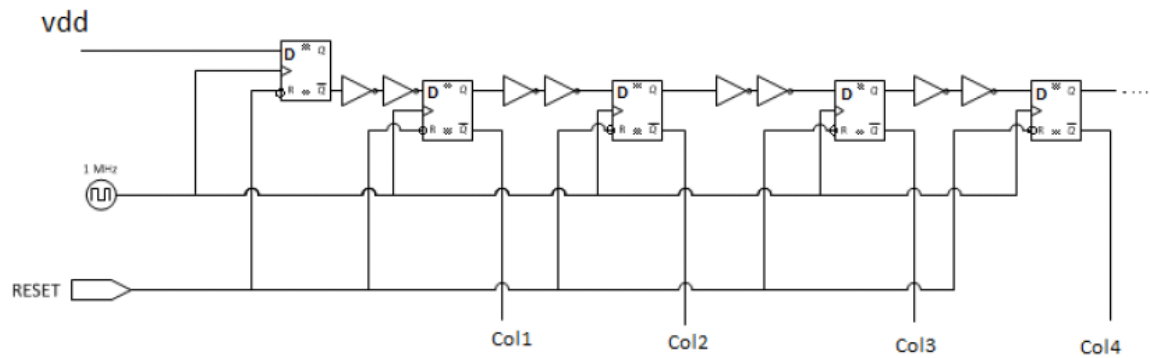 vdd
D Q
R Q
D Q
R Q
D Q
R Q
D Q
R Q
D Q
R Q
1 MHz
RESET
Col1 Col2 Col3 Col4